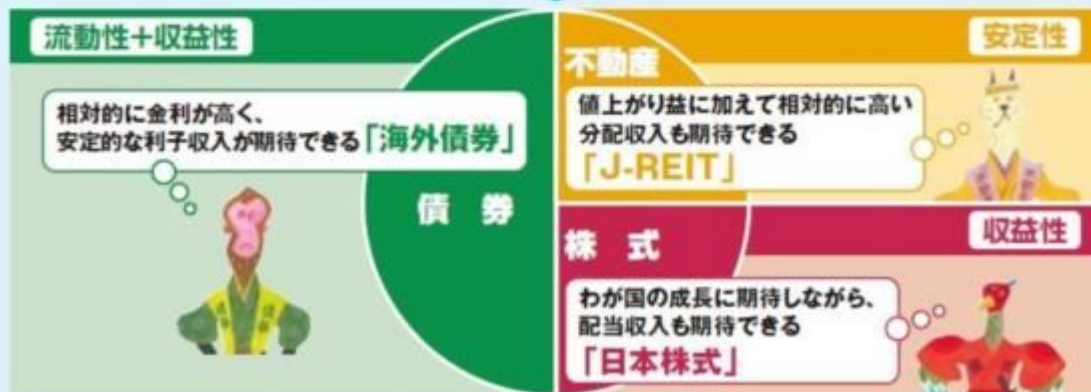 流動性+収益性
相対的に金利が高く、
安定的な利子収入が期待できる「海外債券」
債 券
不動産
安定性
値上がり益に加えて相対的に高い
分配収入も期待できる
「J-REIT」
株 式
収益性
わが国の成長に期待しながら、
配当収入も期待できる
「日本株式」